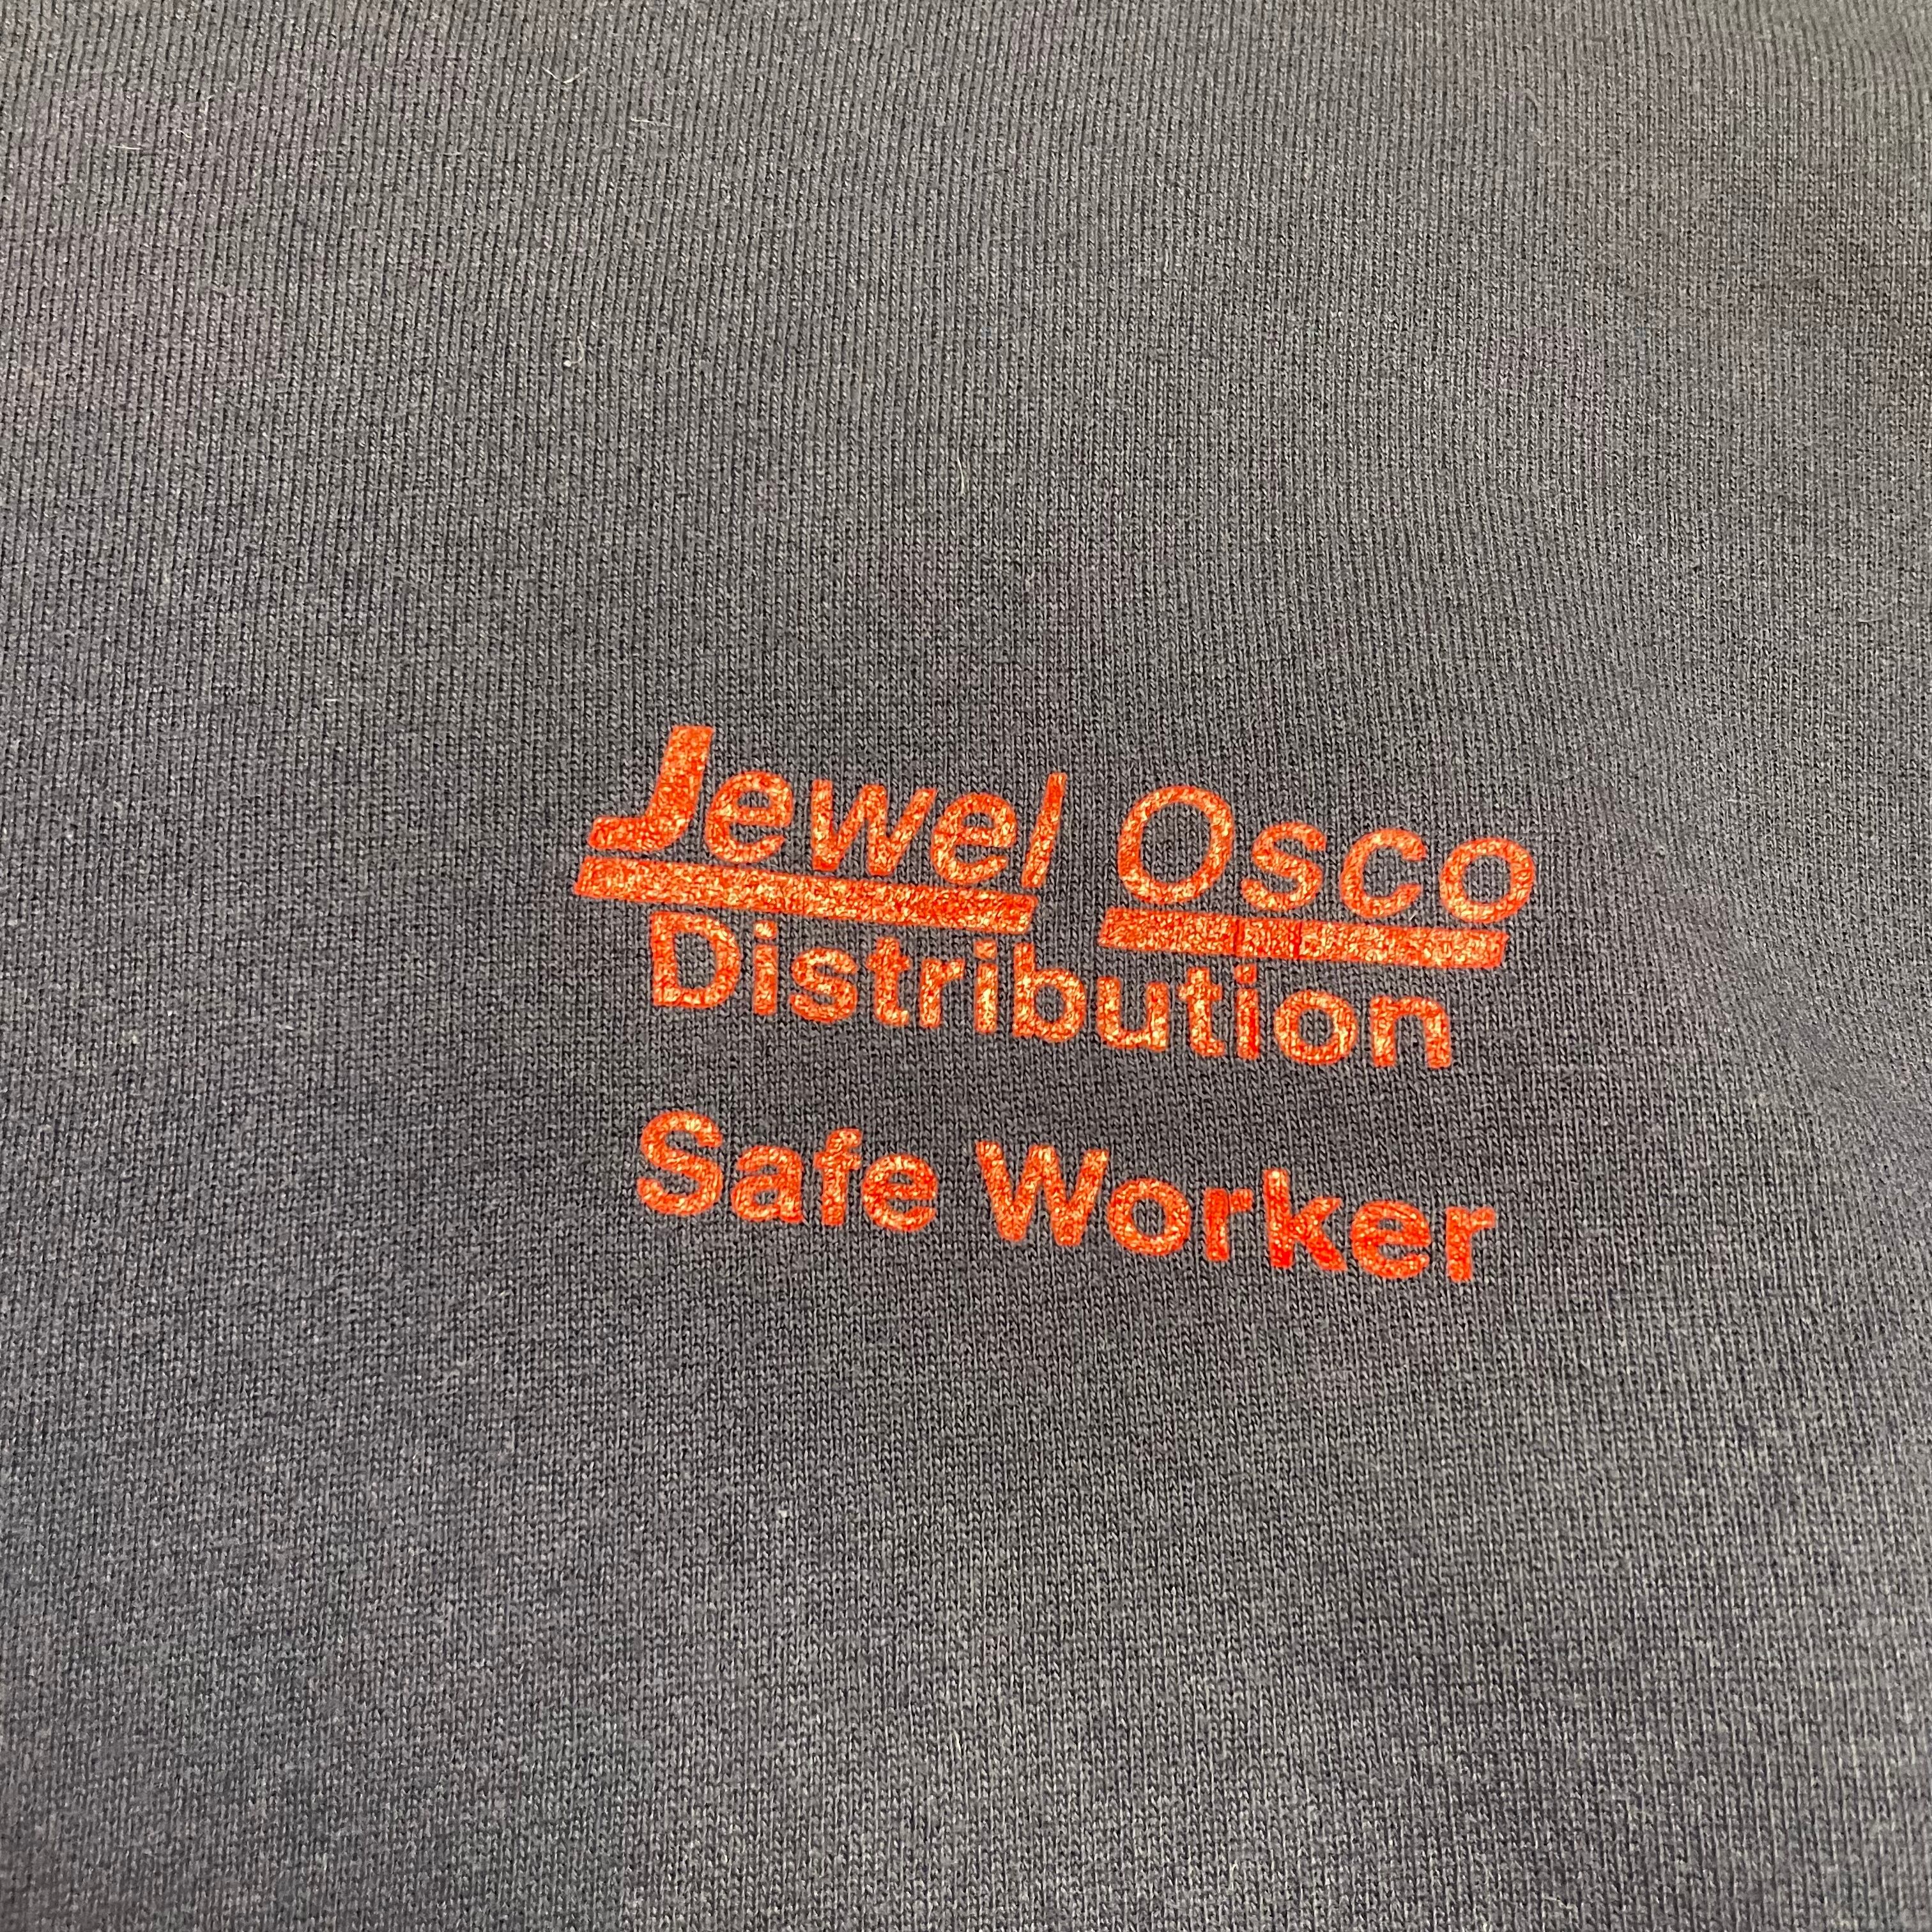 Jewel Osco
Distribution
Safe Worker